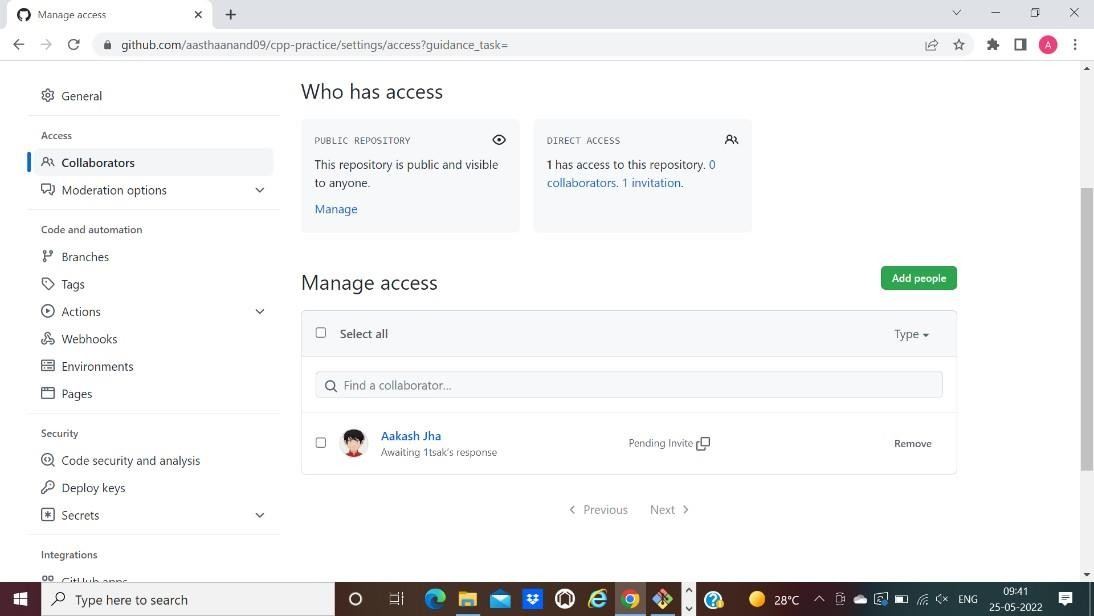 Manage access
github.com/aasthaanand09/cpp-practice/settings/access?guidance_task=
A
General
Access
Collaborators
Moderation options
Code and automation
Branches
Tags
Actions
Webhooks
Environments
Pages
Security
Code security and analysis
Deploy keys
Secrets
Integrations
GitHub apps
Who has access
PUBLIC REPOSITORY
This repository is public and visible
to anyone.
Manage
DIRECT ACCESS
1 has access to this repository. 0
collaborators. 1 invitation.
Manage access
Add people
Select all
Type
Find a collaborator...
Aakash Jha
Awaiting 1tsak's response
Pending Invite
Remove
Previous
Next
Type here to search
28°C
ENG
09:41
25-05-2022